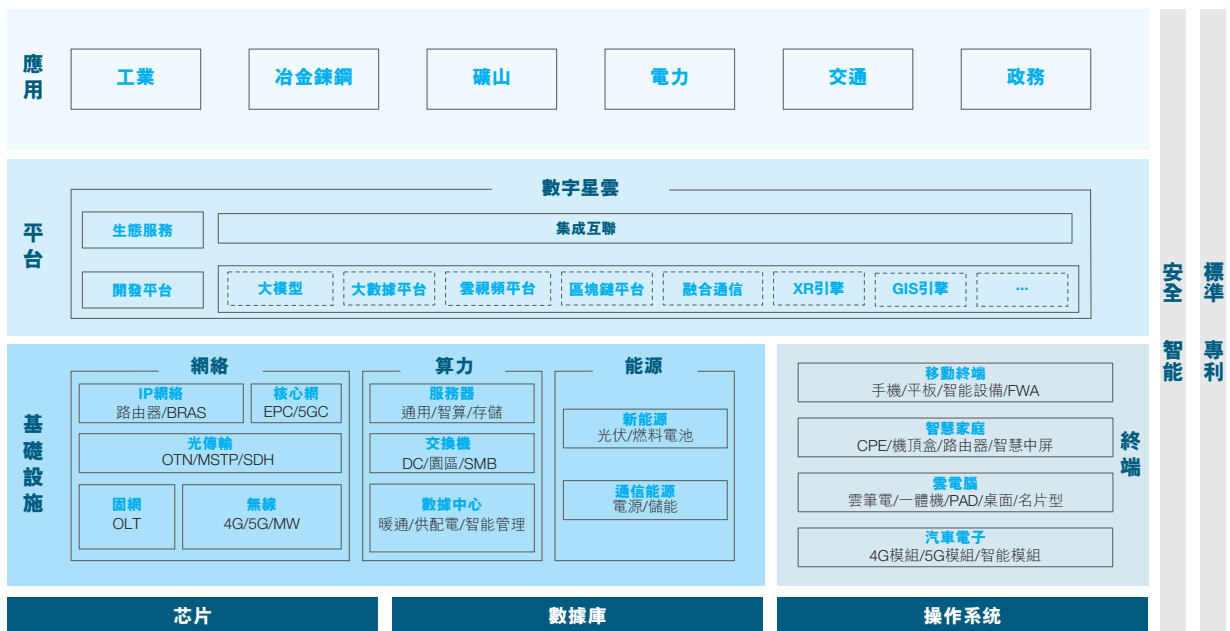 應用
工業
冶金鍊鋼
礦山
電力
交通
政務
平台
數字星雲
生態服務
集成互聯
開發平台
大模型
大數據平台
雲視頻平台
區塊鏈平台
融合通信
XR引擎
GIS引擎
...
基礎設施
網絡
IP網絡
路由器/BRAS
核心網
EPC/5GC
光傳輸
OTN/MSTP/SDH
固網
OLT
無線
4G/5G/MW
算力
服務器
通用/智算/存儲
交換機
DC/園區/SMB
數據中心
暖通/供配電/智能管理
能源
新能源
光伏/燃料電池
通信能源
電源/儲能
移動終端
手機/平板/智能設備/FWA
智慧家庭
CPE/機頂盒/路由器/智慧中屏
雲電腦
雲筆電/一體機/PAD/桌面/名片型
汽車電子
4G模組/5G模組/智能模組
終端
芯片
數據庫
操作系統
安全 智能
標準 專利